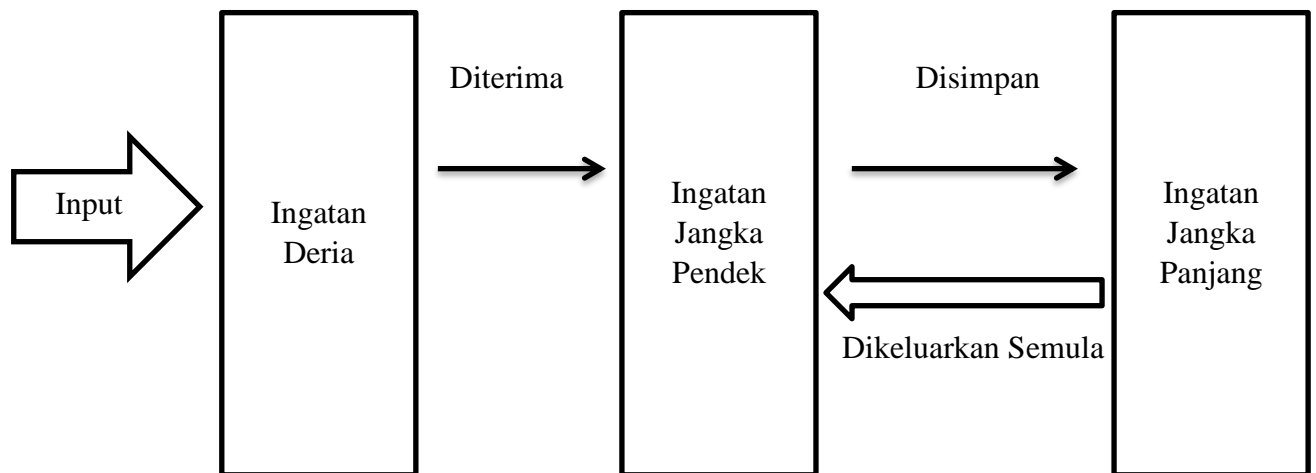 Input
Ingatan
Deria
Diterima
Ingatan
Jangka
Pendek
Disimpan
Dikeluarkan Semula
Ingatan
Jangka
Panjang